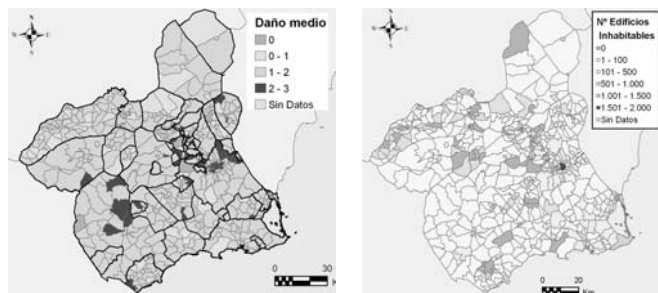 N
W
E
S
Daño medio
0
0 - 1
1 - 2
2 - 3
Sin Datos
0
30
K
N
W
E
S
Nº Edificios
Inhabitables
0
1 - 100
101 - 500
501 - 1.000
1.001 - 1.500
1.501 - 2.000
Sin Datos
0
20
Km